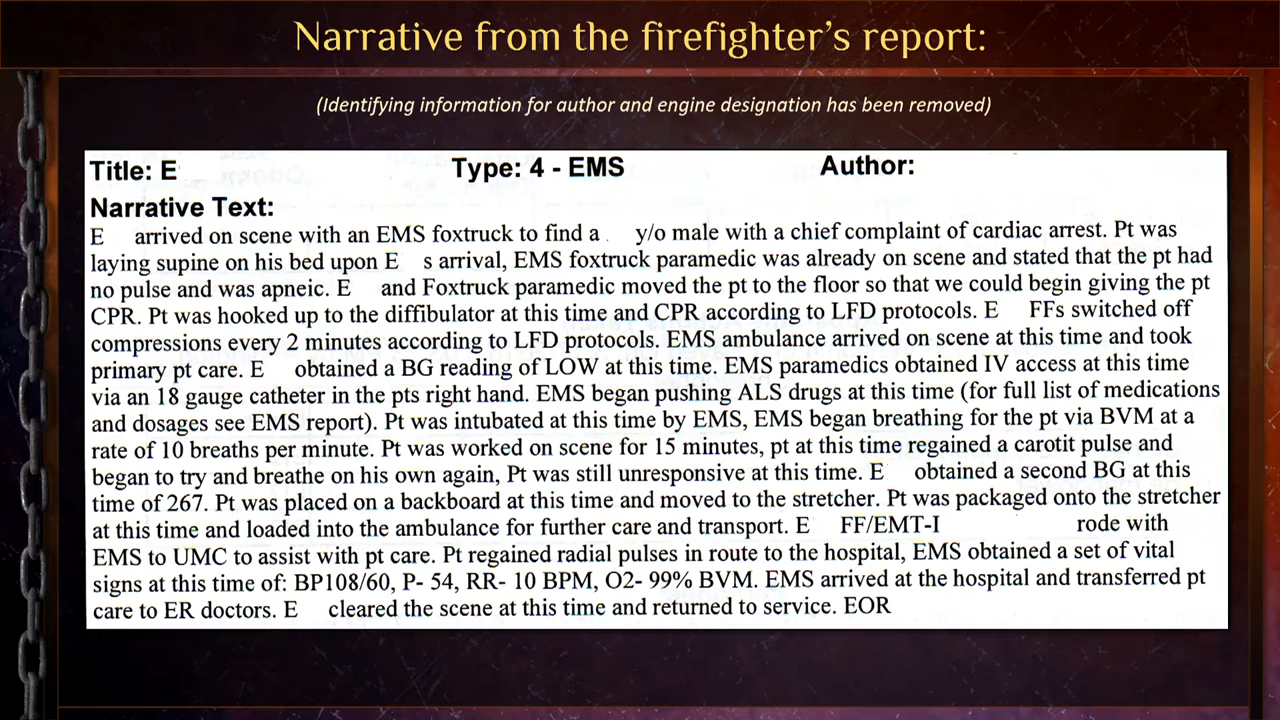 Narrative from the firefighter's report:
(Identifying information for author and engine designation has been removed)
Title: E Type: 4 - EMS Author:
Narrative Text:
E arrived on scene with an EMS foxtruck to find a y/o male with a chief complaint of cardiac arrest. Pt was
laying supine on his bed upon E s arrival, EMS foxtruck paramedic was already on scene and stated that the pt had
no pulse and was apneic. E and Foxtruck paramedic moved the pt to the floor so that we could begin giving the pt
CPR. Pt was hooked up to the diffibulator at this time and CPR according to LFD protocols. E FFs switched off
compressions every 2 minutes according to LFD protocols. EMS ambulance arrived on scene at this time and took
primary pt care. E obtained a BG reading of LOW at this time. EMS paramedics obtained IV access at this time
via an 18 gauge catheter in the pts right hand. EMS began pushing ALS drugs at this time (for full list of medications
and dosages see EMS report). Pt was intubated at this time by EMS, EMS began breathing for the pt via BVM at a
rate of 10 breaths per minute. Pt was worked on scene for 15 minutes, pt at this time regained a carotit pulse and
began to try and breathe on his own again, Pt was still unresponsive at this time. E obtained a second BG at this
time of 267. Pt was placed on a backboard at this time and moved to the stretcher. Pt was packaged onto the stretcher
at this time and loaded into the ambulance for further care and transport. E FF/EMT-I rode with
EMS to UMC to assist with pt care. Pt regained radial pulses in route to the hospital, EMS obtained a set of vital
signs at this time of: BP108/60, P- 54, RR- 10 BPM, O2- 99% BVM. EMS arrived at the hospital and transferred pt
care to ER doctors. E cleared the scene at this time and returned to service. EOR